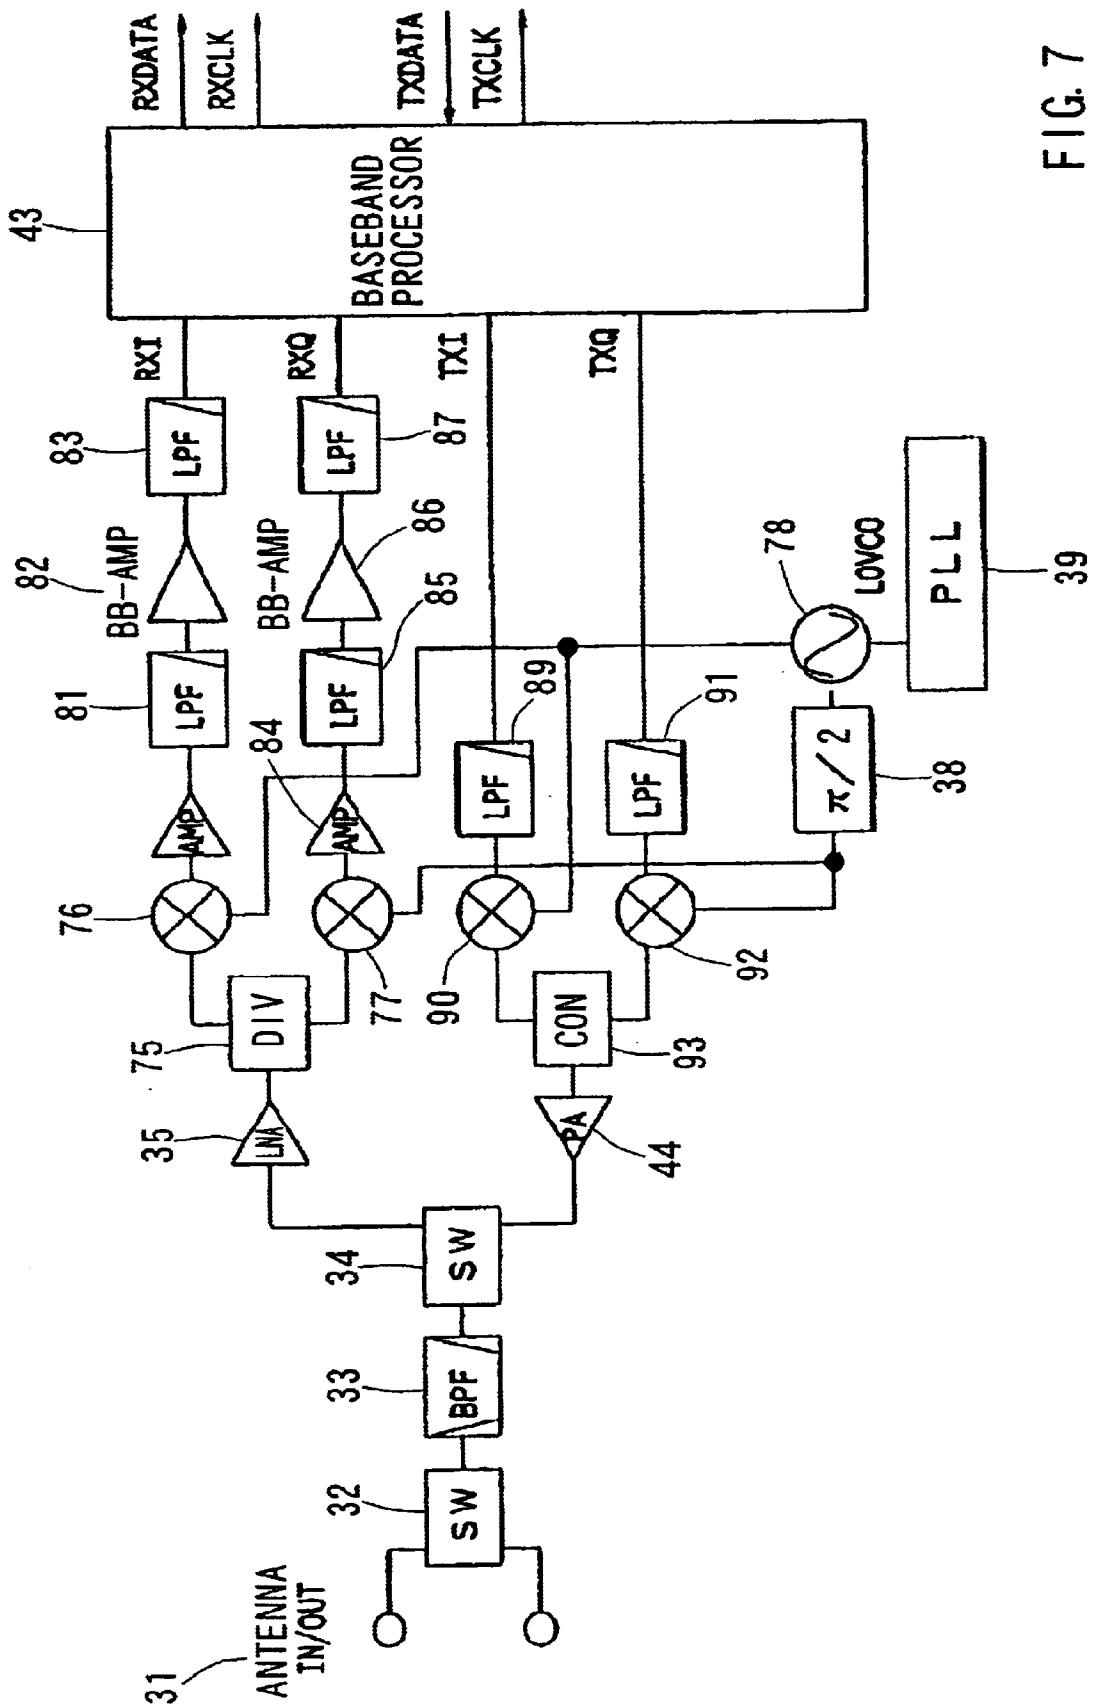 31
ANTENNA
IN/OUT
32
SW
33
BPF
34
SW
35
LNA
75
DIV
76
AMP
81
LPF
82
BB-AMP
83
LPF
RXI
77
84
AMP
LPF
85
BB-AMP
86
LPF
87
RXQ
43
BASEBAND
PROCESSOR
RXDATA
RXCLK
TXDATA
TXCLK
44
PA
93
CON
90
LPF
89
TXI
92
LPF
91
TXQ
38
π/2
78
LOVCO
PLL
39
FIG. 7